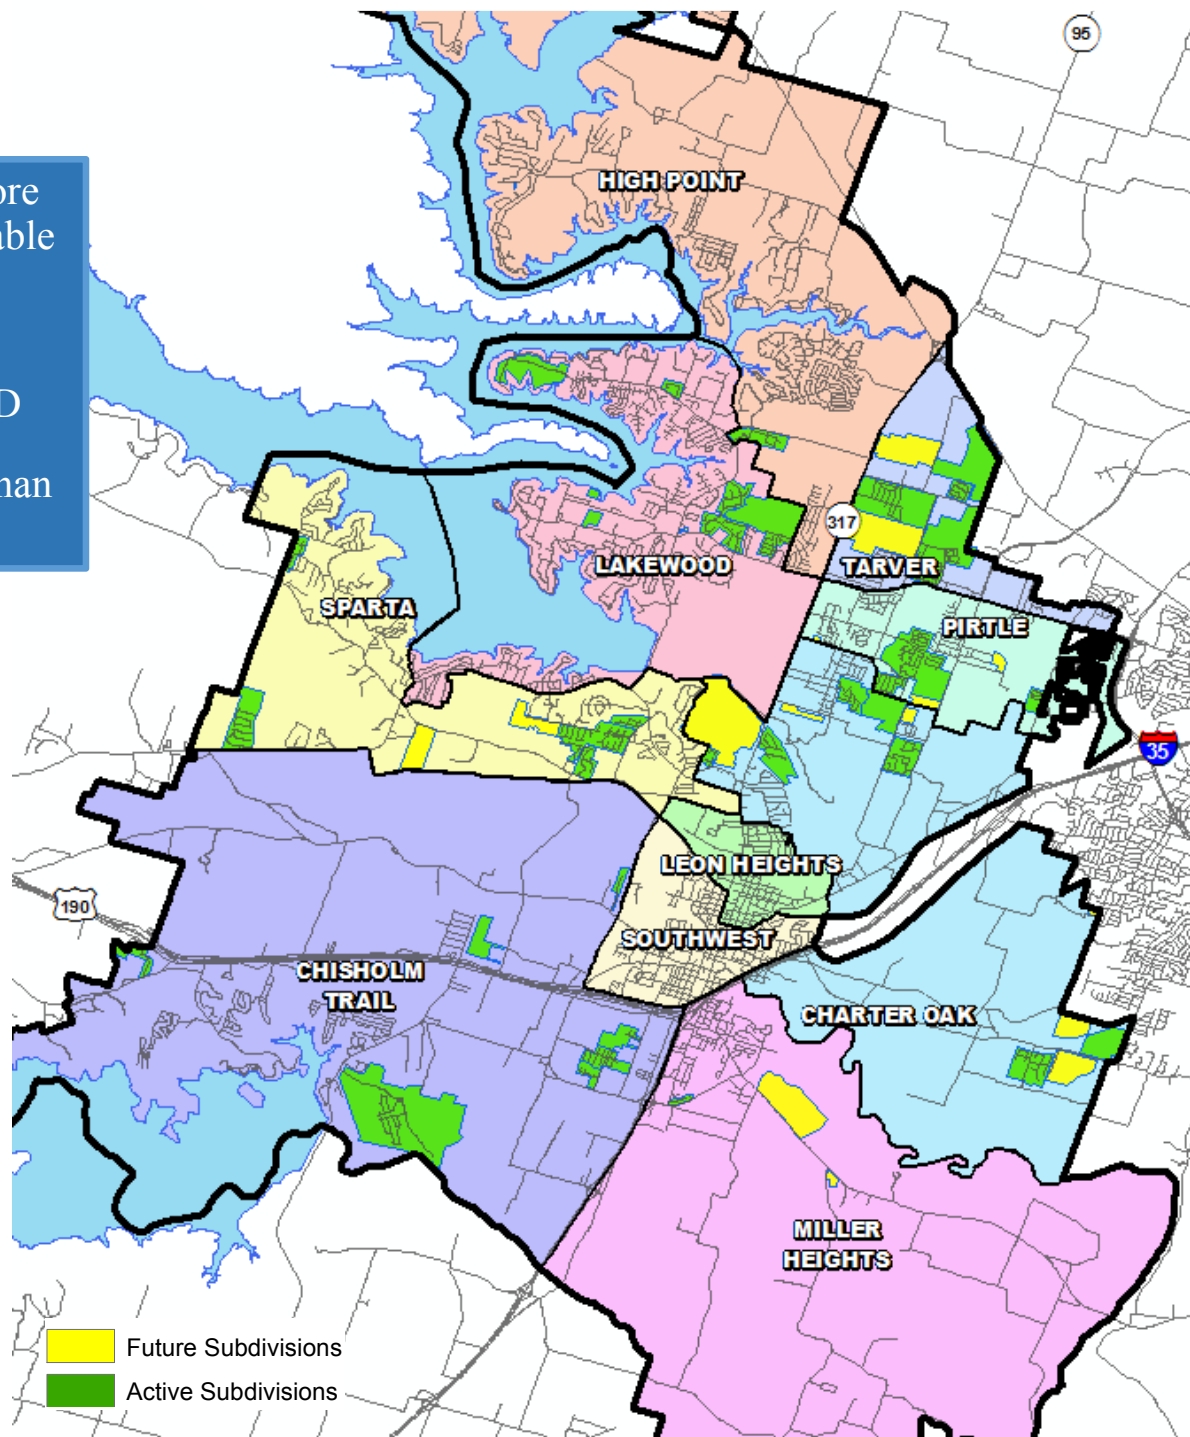 95
able
D
HIGH POINT
317
LAKEWOOD
TARVER
SPARTA
PIRTLE
35
LEON HEIGHTS
190
SOUTHWEST
CHISHOLM
TRAIL
CHARTER OAK
MILLER
HEIGHTS
Future Subdivisions
Active Subdivisions